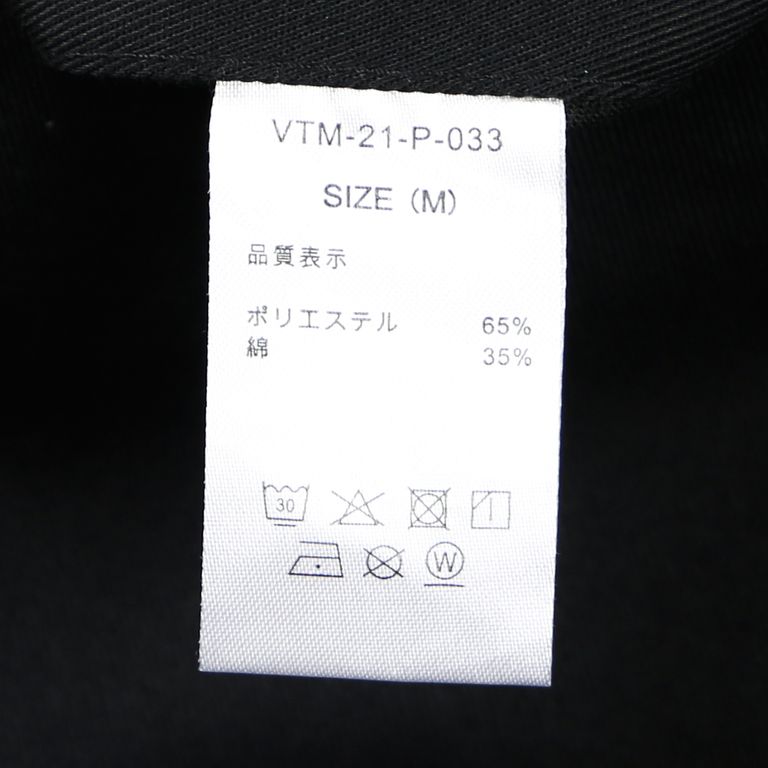 VTM-21-P-033
SIZE (M)
品質表示
ポリエステル 65%
綿 35%
30
W